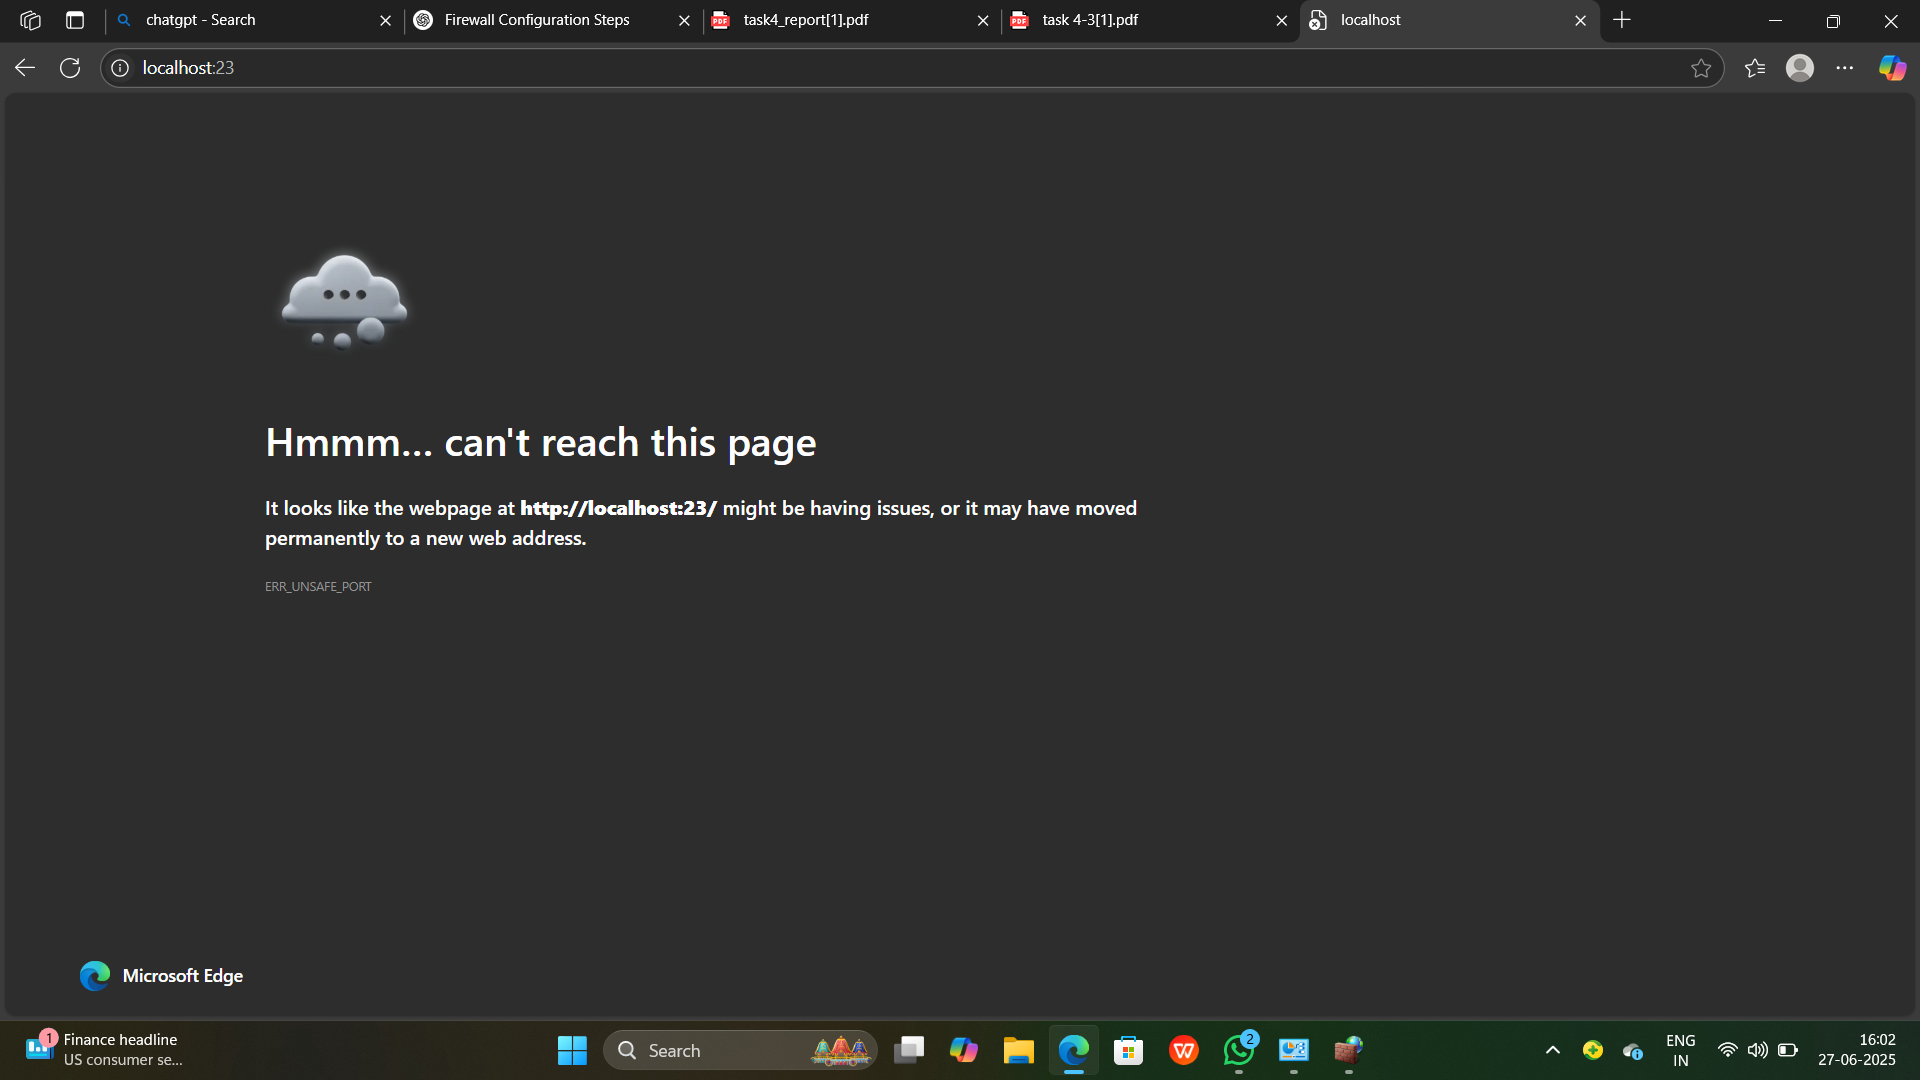 chatgpt - Search
Firewall Configuration Steps
task4_report[1].pdf
task 4-3[1].pdf
localhost
localhost:23
Hmmm... can't reach this page
It looks like the webpage at http://localhost:23/ might be having issues, or it may have moved
permanently to a new web address.
ERR_UNSAFE_PORT
Microsoft Edge
1
Finance headline
US consumer se...
Search
2
ENG
IN
16:02
27-06-2025